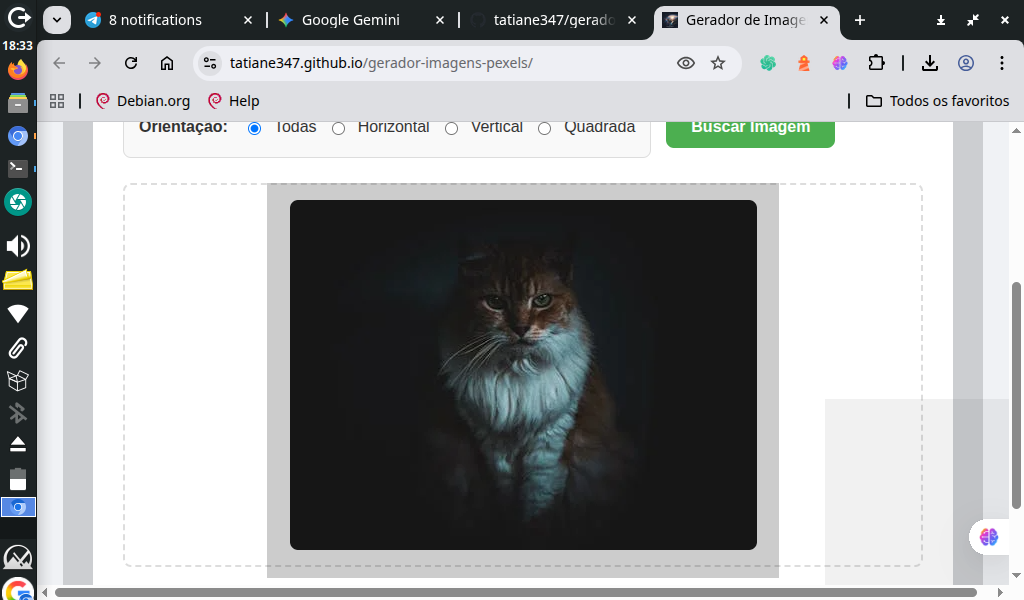 8 notifications
Google Gemini
tatiane347/gerado
Gerador de Image
18:33
tatiane347.github.io/gerador-imagens-pexels/
Debian.org
Help
Todos os favoritos
Orientação: Todas Horizontal Vertical Quadrada
Buscar Imagem